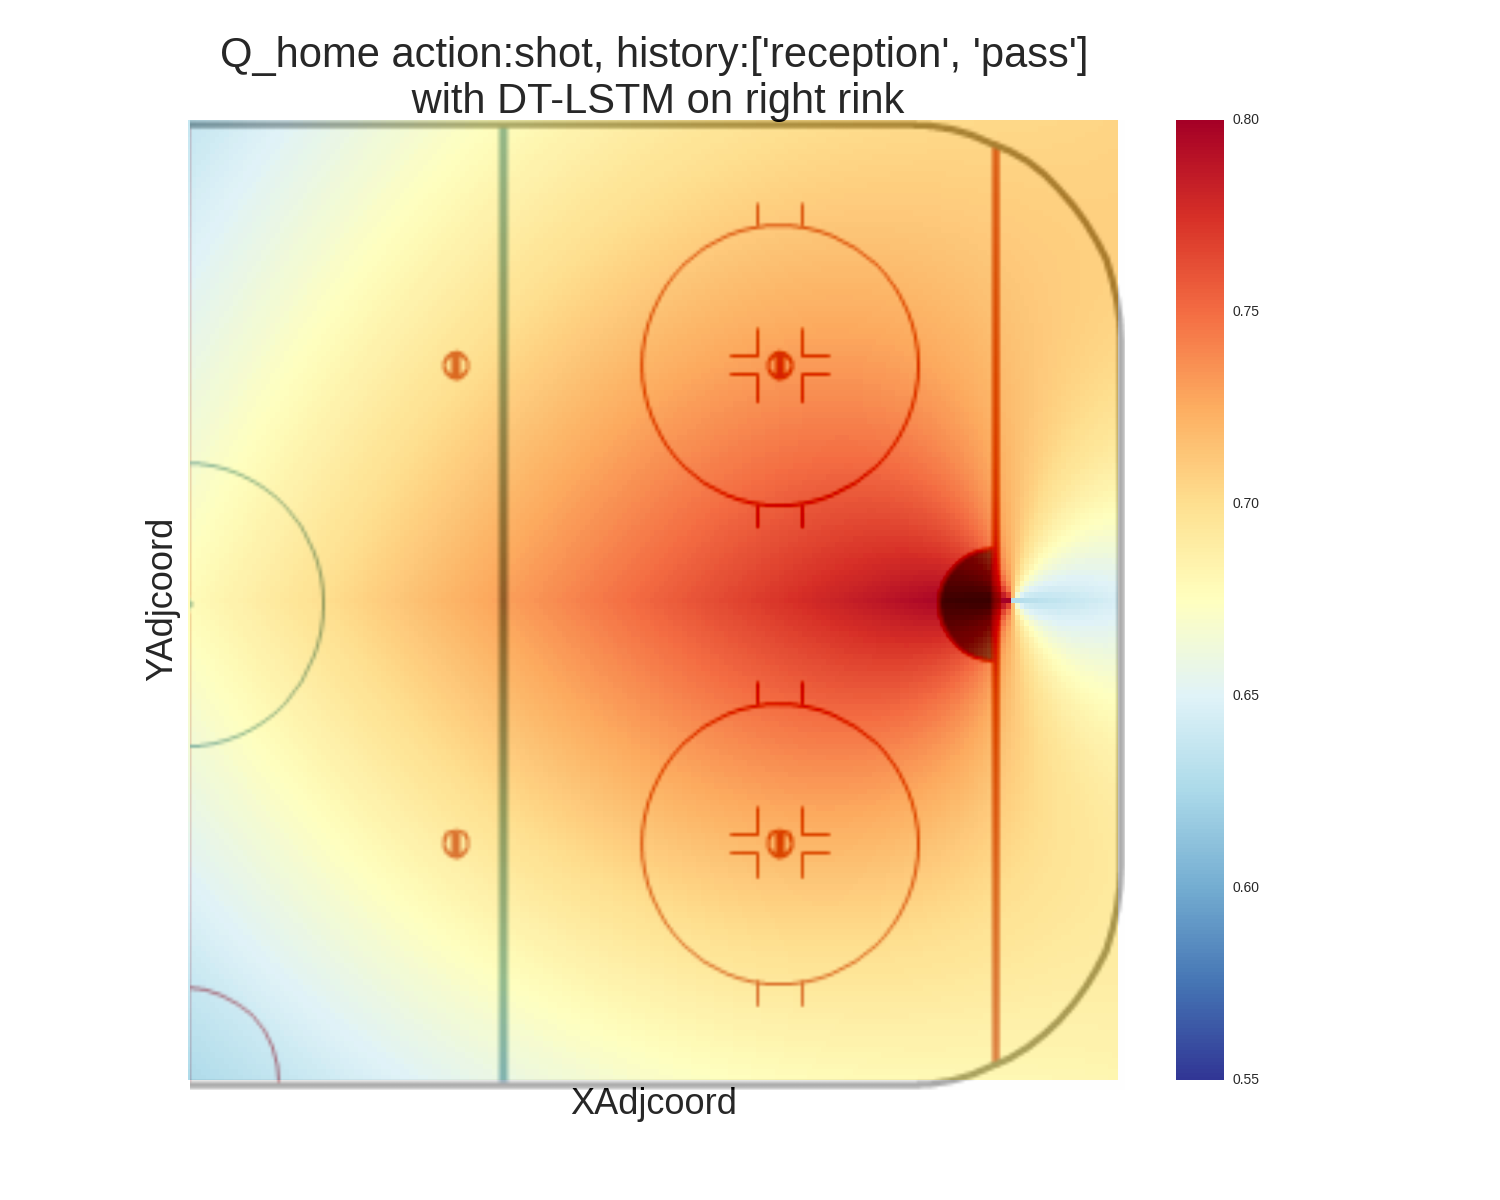 Q_home action:shot, history:['reception', 'pass']
with DT-LSTM on right rink
0.80
0.75
0.70
0.65
0.60
0.55
YAdjcoord
XAdjcoord